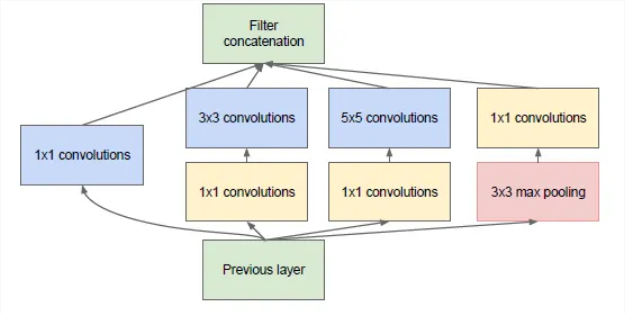 Filter
concatenation
3x3 convolutions
5x5 convolutions
1x1 convolutions
1x1 convolutions
1x1 convolutions
1x1 convolutions
3x3 max pooling
Previous layer